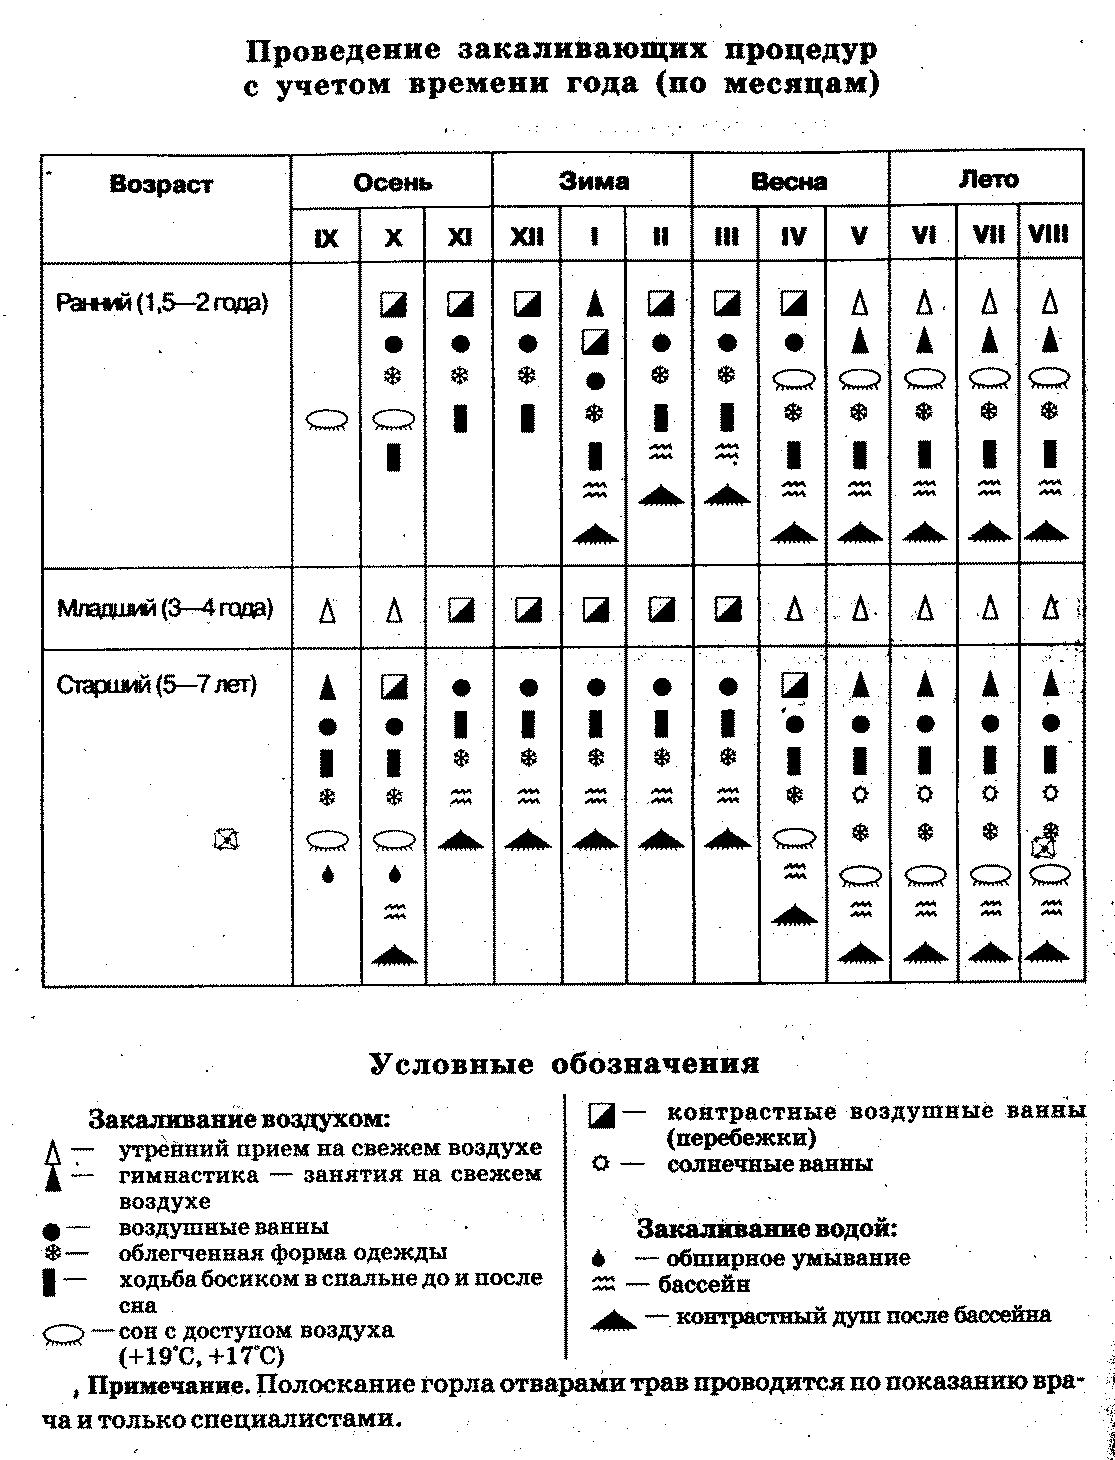 Проведение закаливающих процедур
с учетом времени года (по месяцам)
Возраст
Осень
Зима
Весна
Лето
IX
X
XI
XII
I
II
III
IV
V
VI
VII
VIII
Ранний (1,5—2 года)
Младший (3—4 года)
Старший (5—7 лет)
Условные обозначения
Закаливание воздухом:
— утренний прием на свежем воздухе
— гимнастика — занятия на свежем
воздухе
— воздушные ванны
— облегченная форма одежды
— ходьба босиком в спальне до и после
сна
— сон с доступом воздуха
(+19°С, +17°С)
— контрастные воздушные ванны
(перебежки)
— солнечные ванны
Закаливание водой:
— обширное умывание
— бассейн
— контрастный душ после бассейна
Примечание. Полоскание горла отварами трав проводится по показанию вра-
ча и только специалистами.